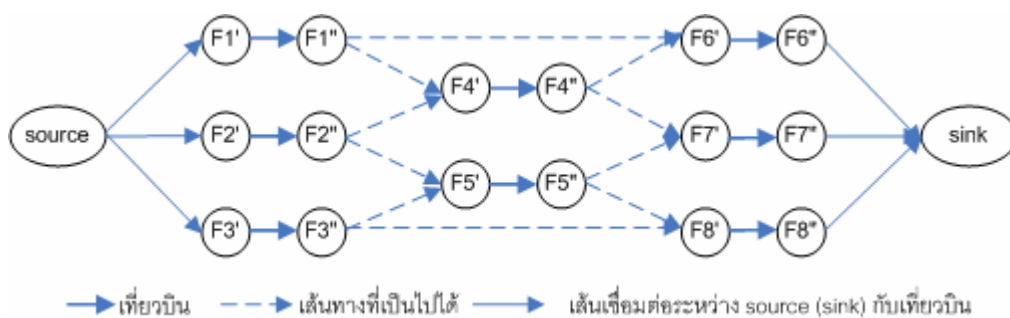 F1' F1" F6' F6"
F4' F4"
source F2' F2" F7' F7" sink
F5' F5"
F3' F3" F8' F8"
เที่ยวบิน เส้นทางที่เป็นไปได้ เส้นเชื่อมต่อระหว่าง source (sink) กับเที่ยวบิน